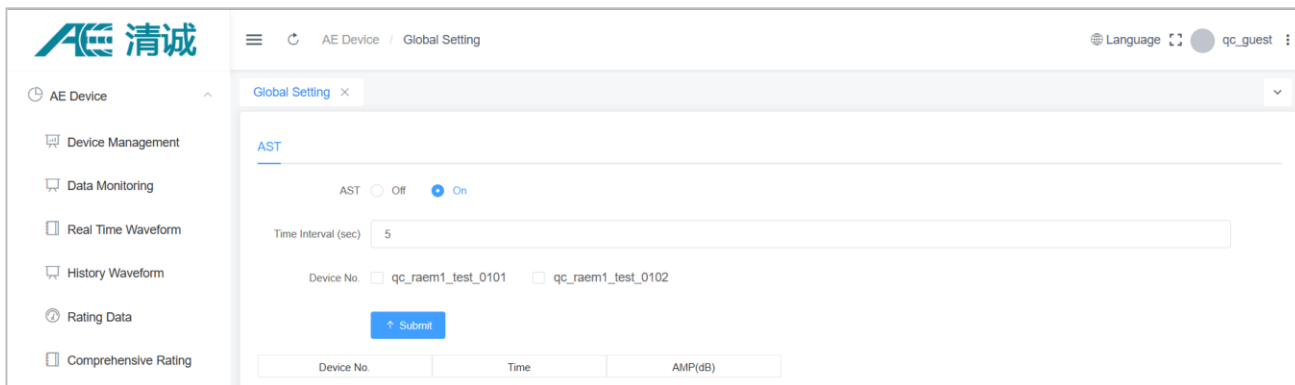 AE 清诚
AE Device / Global Setting
Language
qc_guest
AE Device
Device Management
Data Monitoring
Real Time Waveform
History Waveform
Rating Data
Comprehensive Rating
Global Setting ×
AST
AST Off On
Time Interval (sec) 5
Device No. qc_raem1_test_0101 qc_raem1_test_0102
↑ Submit
Device No. Time AMP(dB)